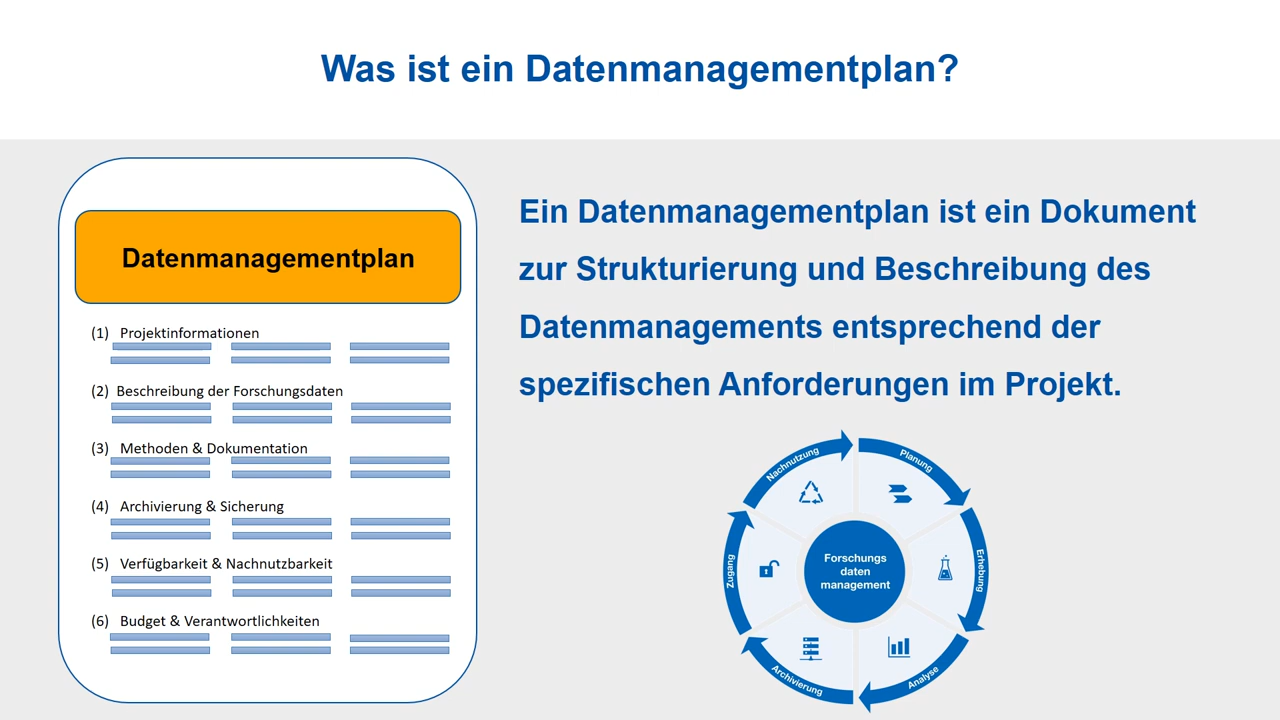 Was ist ein Datenmanagementplan?
Datenmanagementplan
(1) Projektinformationen
(2) Beschreibung der Forschungsdaten
(3) Methoden & Dokumentation
(4) Archivierung & Sicherung
(5) Verfügbarkeit & Nachnutzbarkeit
(6) Budget & Verantwortlichkeiten
Ein Datenmanagementplan ist ein Dokument
zur Strukturierung und Beschreibung des
Datenmanagements entsprechend der
spezifischen Anforderungen im Projekt.
Planung
Erhebung
Analyse
Archivierung
Zugang
Nachnutzung
Forschungs
daten
management